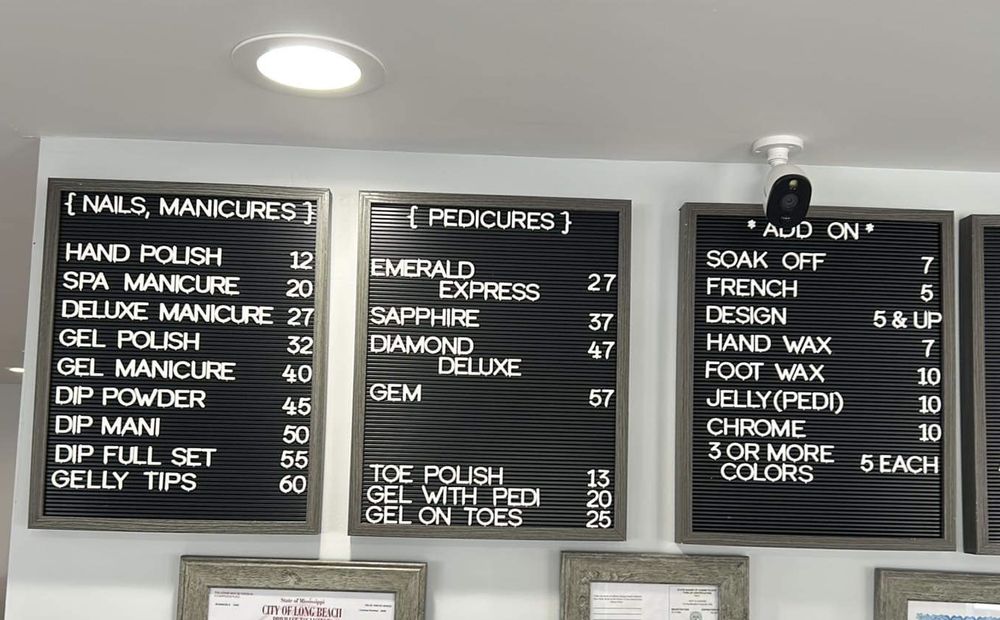 { NAILS, MANICURES }
HAND POLISH 12
SPA MANICURE 20
DELUXE MANICURE 27
GEL POLISH 32
GEL MANICURE 40
DIP POWDER 45
DIP MANI 50
DIP FULL SET 55
GELLY TIPS 60
{ PEDICURES }
EMERALD
EXPRESS 27
SAPPHIRE 37
DIAMOND 47
DELUXE
GEM 57
TOE POLISH 13
GEL WITH PEDI 20
GEL ON TOES 25
* ADD ON *
SOAK OFF 7
FRENCH 5
DESIGN 5 & UP
HAND WAX 7
FOOT WAX 10
JELLY(PEDI) 10
CHROME 10
3 OR MORE
COLORS 5 EACH
State of Mississippi
CITY OF LONG BEACH